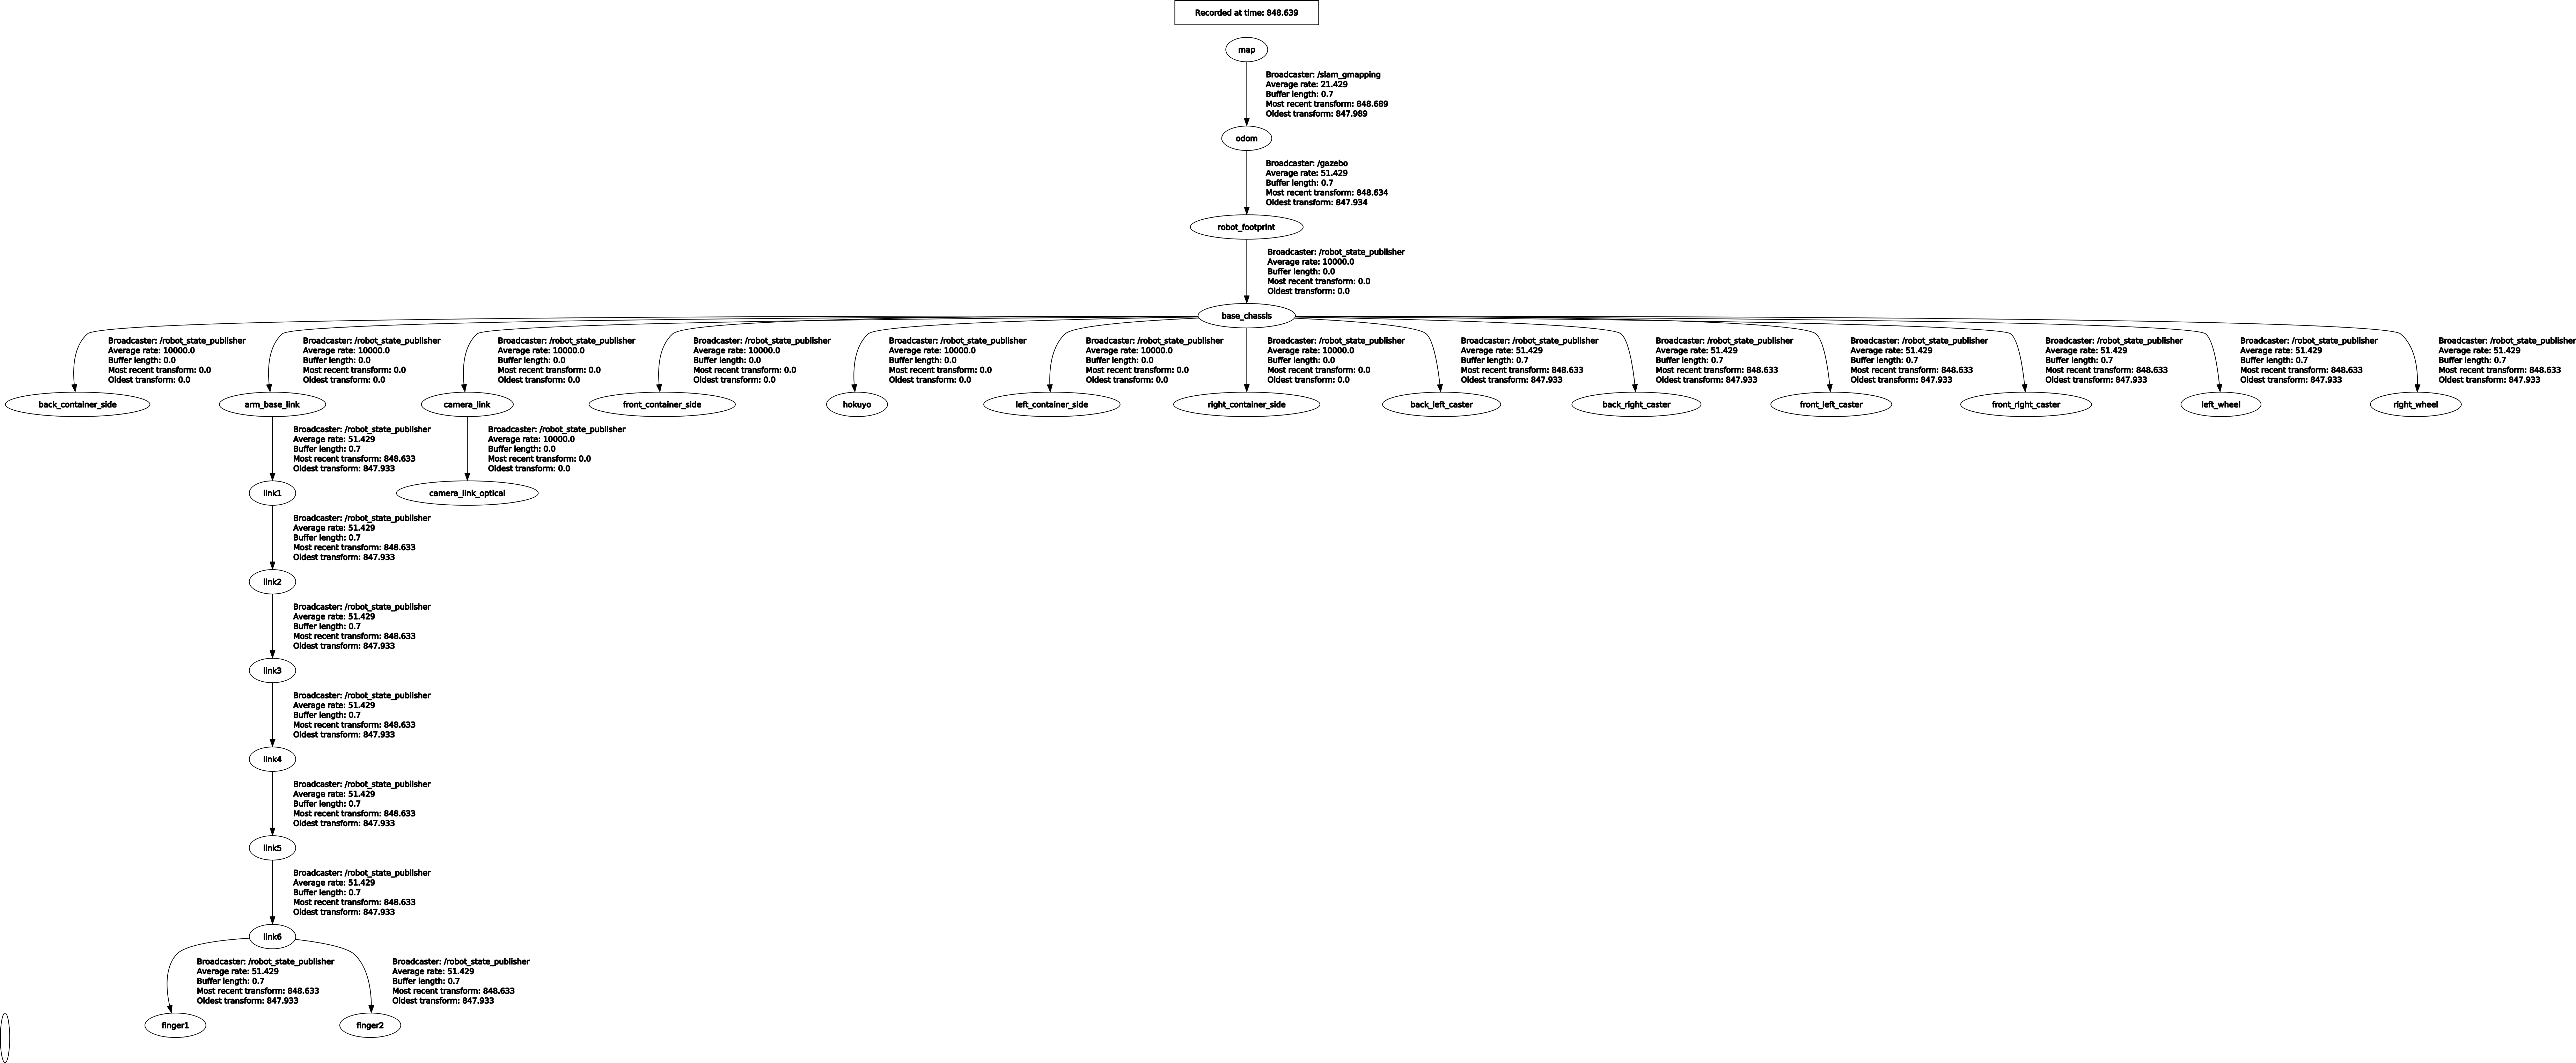 Recorded at time: 848.639
map
Broadcaster: /slam_gmapping
Average rate: 21.429
Buffer length: 0.7
Most recent transform: 848.689
Oldest transform: 847.989
odom
Broadcaster: /gazebo
Average rate: 51.429
Buffer length: 0.7
Most recent transform: 848.634
Oldest transform: 847.934
robot_footprint
Broadcaster: /robot_state_publisher
Average rate: 10000.0
Buffer length: 0.0
Most recent transform: 0.0
Oldest transform: 0.0
base_chassis
Broadcaster: /robot_state_publisher
Average rate: 10000.0
Buffer length: 0.0
Most recent transform: 0.0
Oldest transform: 0.0
back_container_side
Broadcaster: /robot_state_publisher
Average rate: 10000.0
Buffer length: 0.0
Most recent transform: 0.0
Oldest transform: 0.0
arm_base_link
Broadcaster: /robot_state_publisher
Average rate: 10000.0
Buffer length: 0.0
Most recent transform: 0.0
Oldest transform: 0.0
camera_link
Broadcaster: /robot_state_publisher
Average rate: 10000.0
Buffer length: 0.0
Most recent transform: 0.0
Oldest transform: 0.0
front_container_side
Broadcaster: /robot_state_publisher
Average rate: 10000.0
Buffer length: 0.0
Most recent transform: 0.0
Oldest transform: 0.0
hokuyo
Broadcaster: /robot_state_publisher
Average rate: 10000.0
Buffer length: 0.0
Most recent transform: 0.0
Oldest transform: 0.0
left_container_side
Broadcaster: /robot_state_publisher
Average rate: 10000.0
Buffer length: 0.0
Most recent transform: 0.0
Oldest transform: 0.0
right_container_side
Broadcaster: /robot_state_publisher
Average rate: 51.429
Buffer length: 0.7
Most recent transform: 848.633
Oldest transform: 847.933
back_left_caster
Broadcaster: /robot_state_publisher
Average rate: 51.429
Buffer length: 0.7
Most recent transform: 848.633
Oldest transform: 847.933
back_right_caster
Broadcaster: /robot_state_publisher
Average rate: 51.429
Buffer length: 0.7
Most recent transform: 848.633
Oldest transform: 847.933
front_left_caster
Broadcaster: /robot_state_publisher
Average rate: 51.429
Buffer length: 0.7
Most recent transform: 848.633
Oldest transform: 847.933
front_right_caster
Broadcaster: /robot_state_publisher
Average rate: 51.429
Buffer length: 0.7
Most recent transform: 848.633
Oldest transform: 847.933
left_wheel
Broadcaster: /robot_state_publisher
Average rate: 51.429
Buffer length: 0.7
Most recent transform: 848.633
Oldest transform: 847.933
right_wheel
Broadcaster: /robot_state_publisher
Average rate: 51.429
Buffer length: 0.7
Most recent transform: 848.633
Oldest transform: 847.933
link1
Broadcaster: /robot_state_publisher
Average rate: 10000.0
Buffer length: 0.0
Most recent transform: 0.0
Oldest transform: 0.0
camera_link_optical
Broadcaster: /robot_state_publisher
Average rate: 51.429
Buffer length: 0.7
Most recent transform: 848.633
Oldest transform: 847.933
link2
Broadcaster: /robot_state_publisher
Average rate: 51.429
Buffer length: 0.7
Most recent transform: 848.633
Oldest transform: 847.933
link3
Broadcaster: /robot_state_publisher
Average rate: 51.429
Buffer length: 0.7
Most recent transform: 848.633
Oldest transform: 847.933
link4
Broadcaster: /robot_state_publisher
Average rate: 51.429
Buffer length: 0.7
Most recent transform: 848.633
Oldest transform: 847.933
link5
Broadcaster: /robot_state_publisher
Average rate: 51.429
Buffer length: 0.7
Most recent transform: 848.633
Oldest transform: 847.933
link6
Broadcaster: /robot_state_publisher
Average rate: 51.429
Buffer length: 0.7
Most recent transform: 848.633
Oldest transform: 847.933
finger1
Broadcaster: /robot_state_publisher
Average rate: 51.429
Buffer length: 0.7
Most recent transform: 848.633
Oldest transform: 847.933
finger2